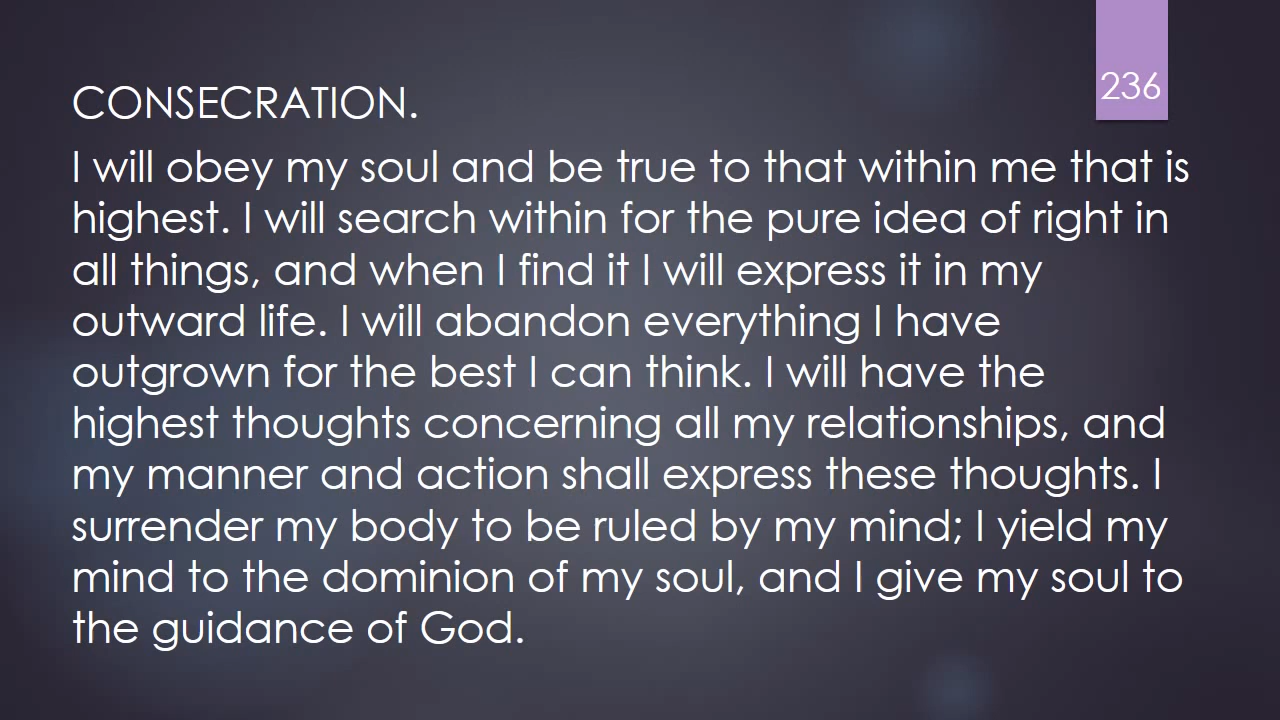 236
CONSECRATION.
I will obey my soul and be true to that within me that is
highest. I will search within for the pure idea of right in
all things, and when I find it I will express it in my
outward life. I will abandon everything I have
outgrown for the best I can think. I will have the
highest thoughts concerning all my relationships, and
my manner and action shall express these thoughts. I
surrender my body to be ruled by my mind; I yield my
mind to the dominion of my soul, and I give my soul to
the guidance of God.